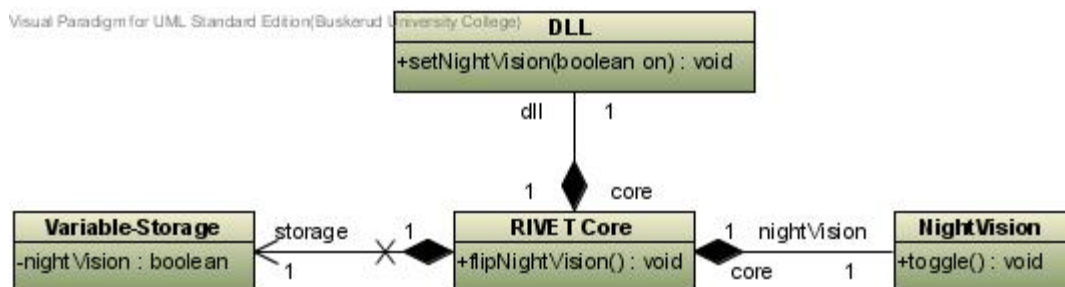 Visual Paradigm for UML Standard Edition(Buskerud University College)
DLL
+setNightVision(boolean on) : void
dll 1
1 core
Variable-Storage
-nightVision : boolean
storage 1
1
RIVET Core
+flipNightVision() : void
1 nightVision
core 1
NightVision
+toggle() : void